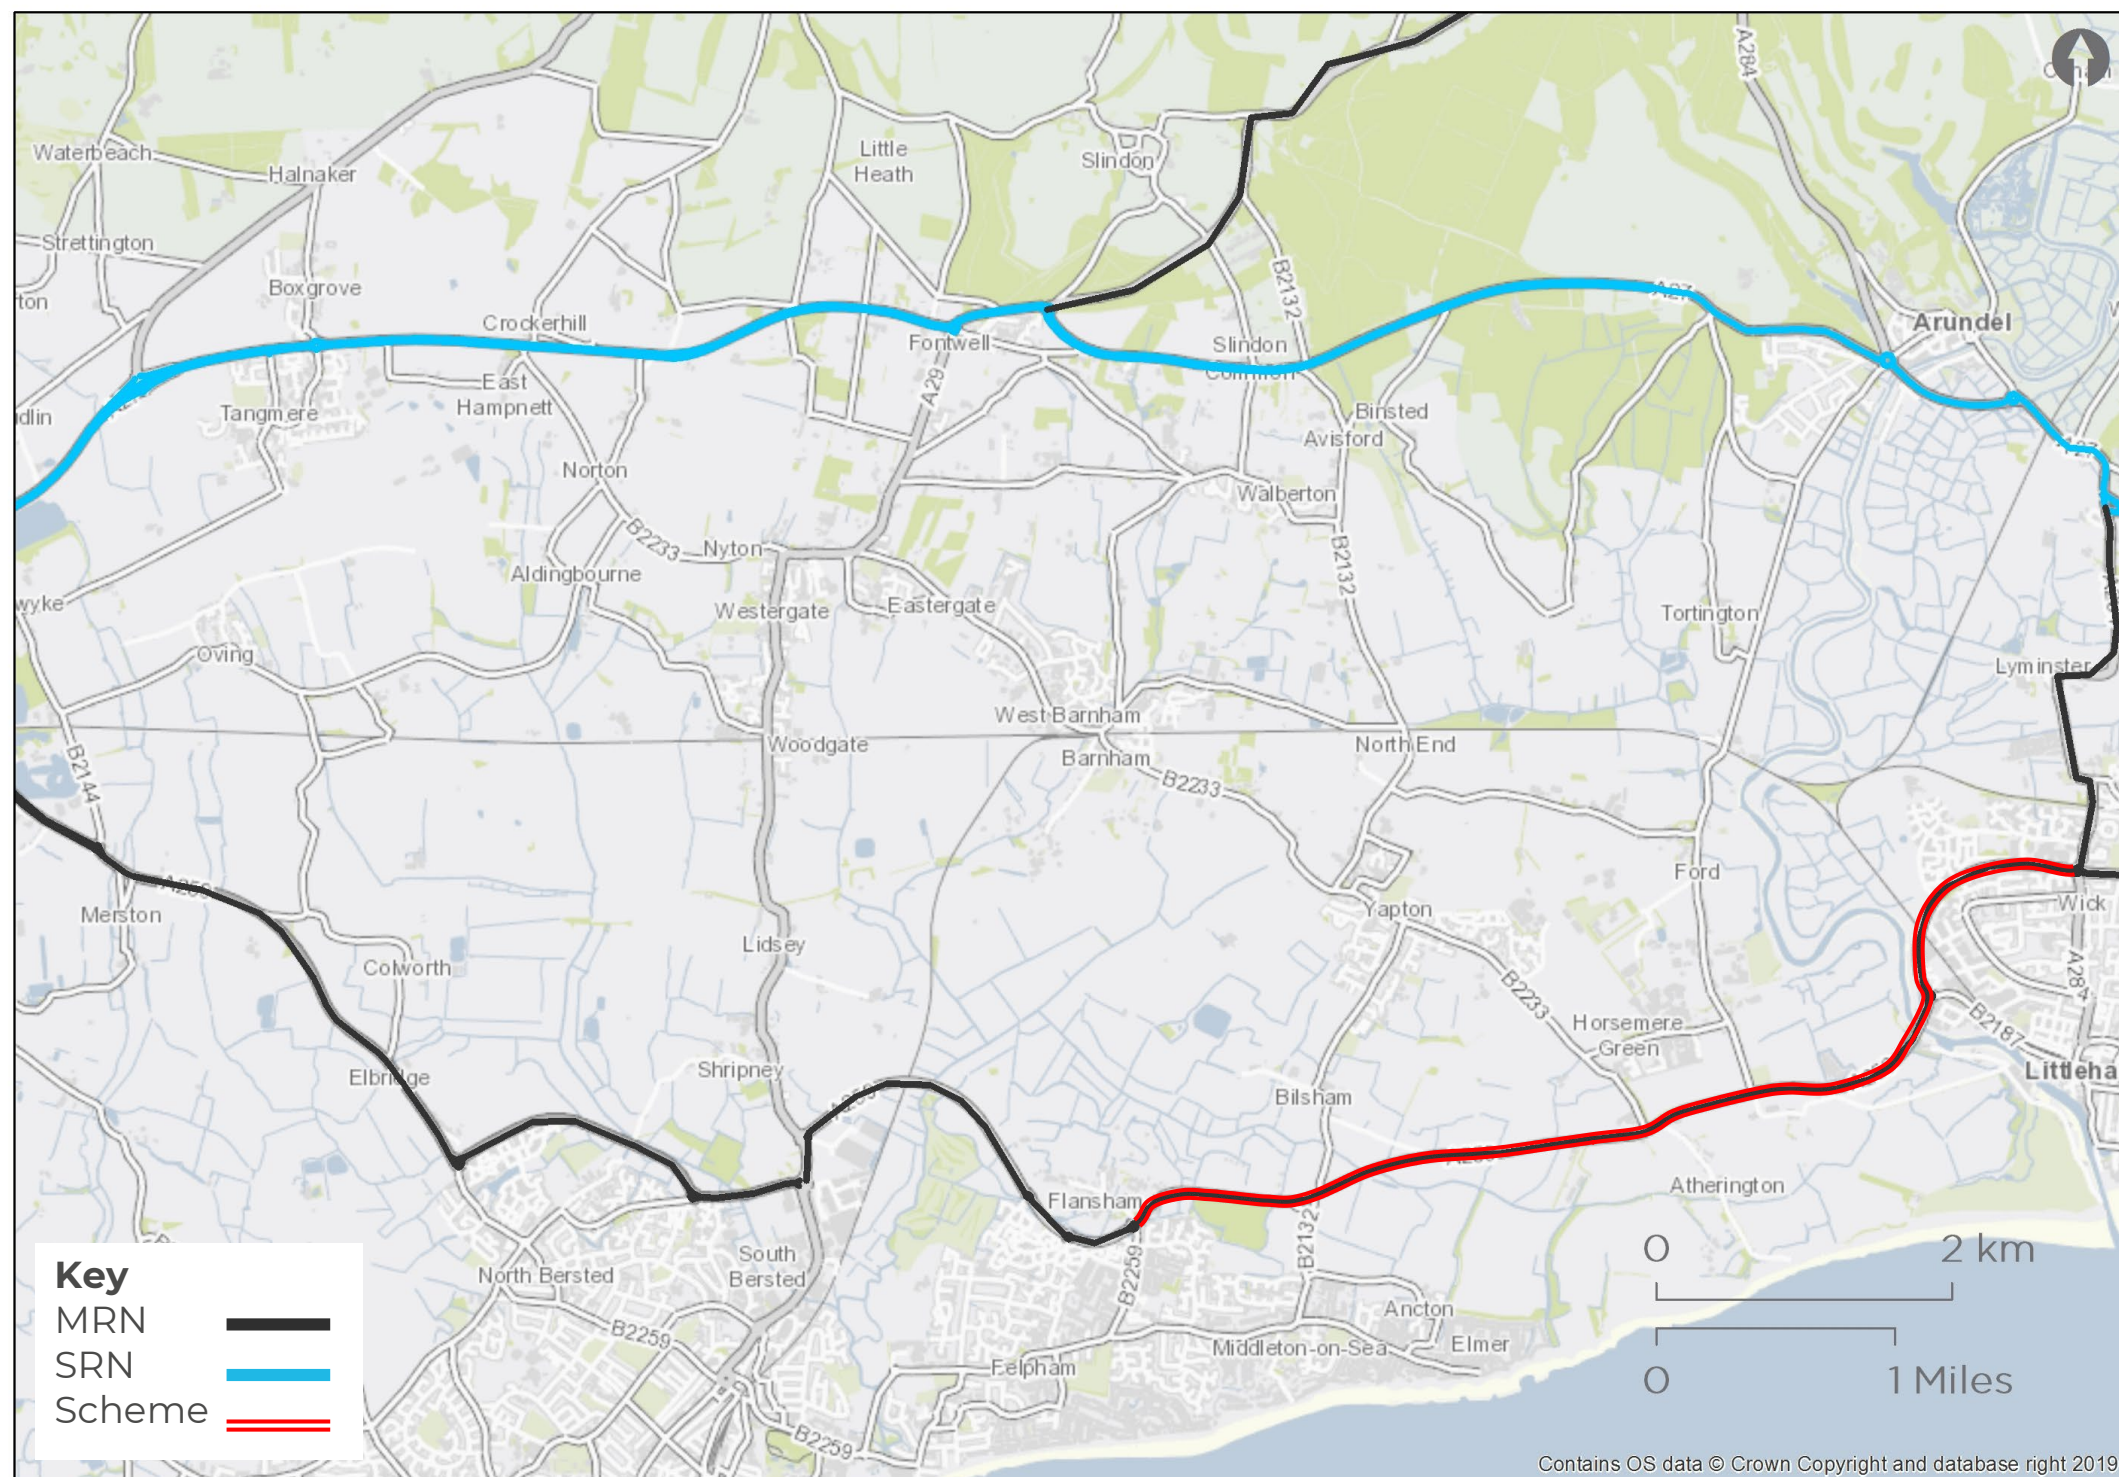 A284
Waterbeach
Halnaker
Little
Heath
Slindon
Strettington
Boxgrove
B2132
Crockerhill
Arundel
Fontwell
Slindon
Common
East
Hampnett
A29
Tangmere
Binsted
Avisford
Norton
Walberton
B2233
Nyton
B2132
Aldingbourne
Westergate
Eastergate
Tortington
Oving
Lyminster
West Barnham
Woodgate
Barnham
North End
B2144
B2233
Ford
Merston
Yapton
Wick
Lidsey
Colworth
A284
B2233
Horsemere
Green
B2187
Shripney
Elbridge
Littleha
Bilsham
Flansham
Atherington
B2132
B2259
South
Bersted
North Bersted
Ancton
Elmer
Middleton-on-Sea
Felpham
B2259
B2259
Key
MRN
SRN
Scheme
0 2 km
0 1 Miles
Contains OS data © Crown Copyright and database right 2019